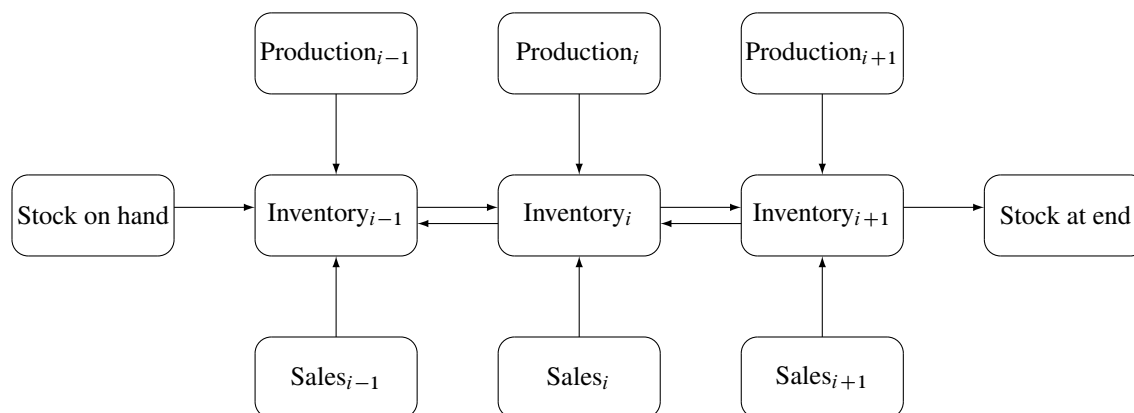 Production_{i−1}
Production_i
Production_{i+1}
Stock on hand
Inventory_{i−1}
Inventory_i
Inventory_{i+1}
Stock at end
Sales_{i−1}
Sales_i
Sales_{i+1}